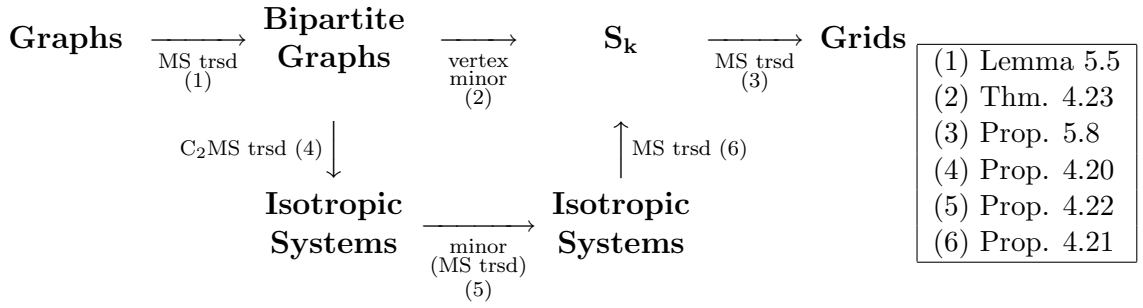 Graphs
MS trsd
(1)
Bipartite
Graphs
vertex
minor
(2)
S_k
MS trsd
(3)
Grids
(1) Lemma 5.5
(2) Thm. 4.23
(3) Prop. 5.8
(4) Prop. 4.20
(5) Prop. 4.22
(6) Prop. 4.21
C₂MS trsd (4)
MS trsd (6)
Isotropic
Systems
minor
(MS trsd)
(5)
Isotropic
Systems